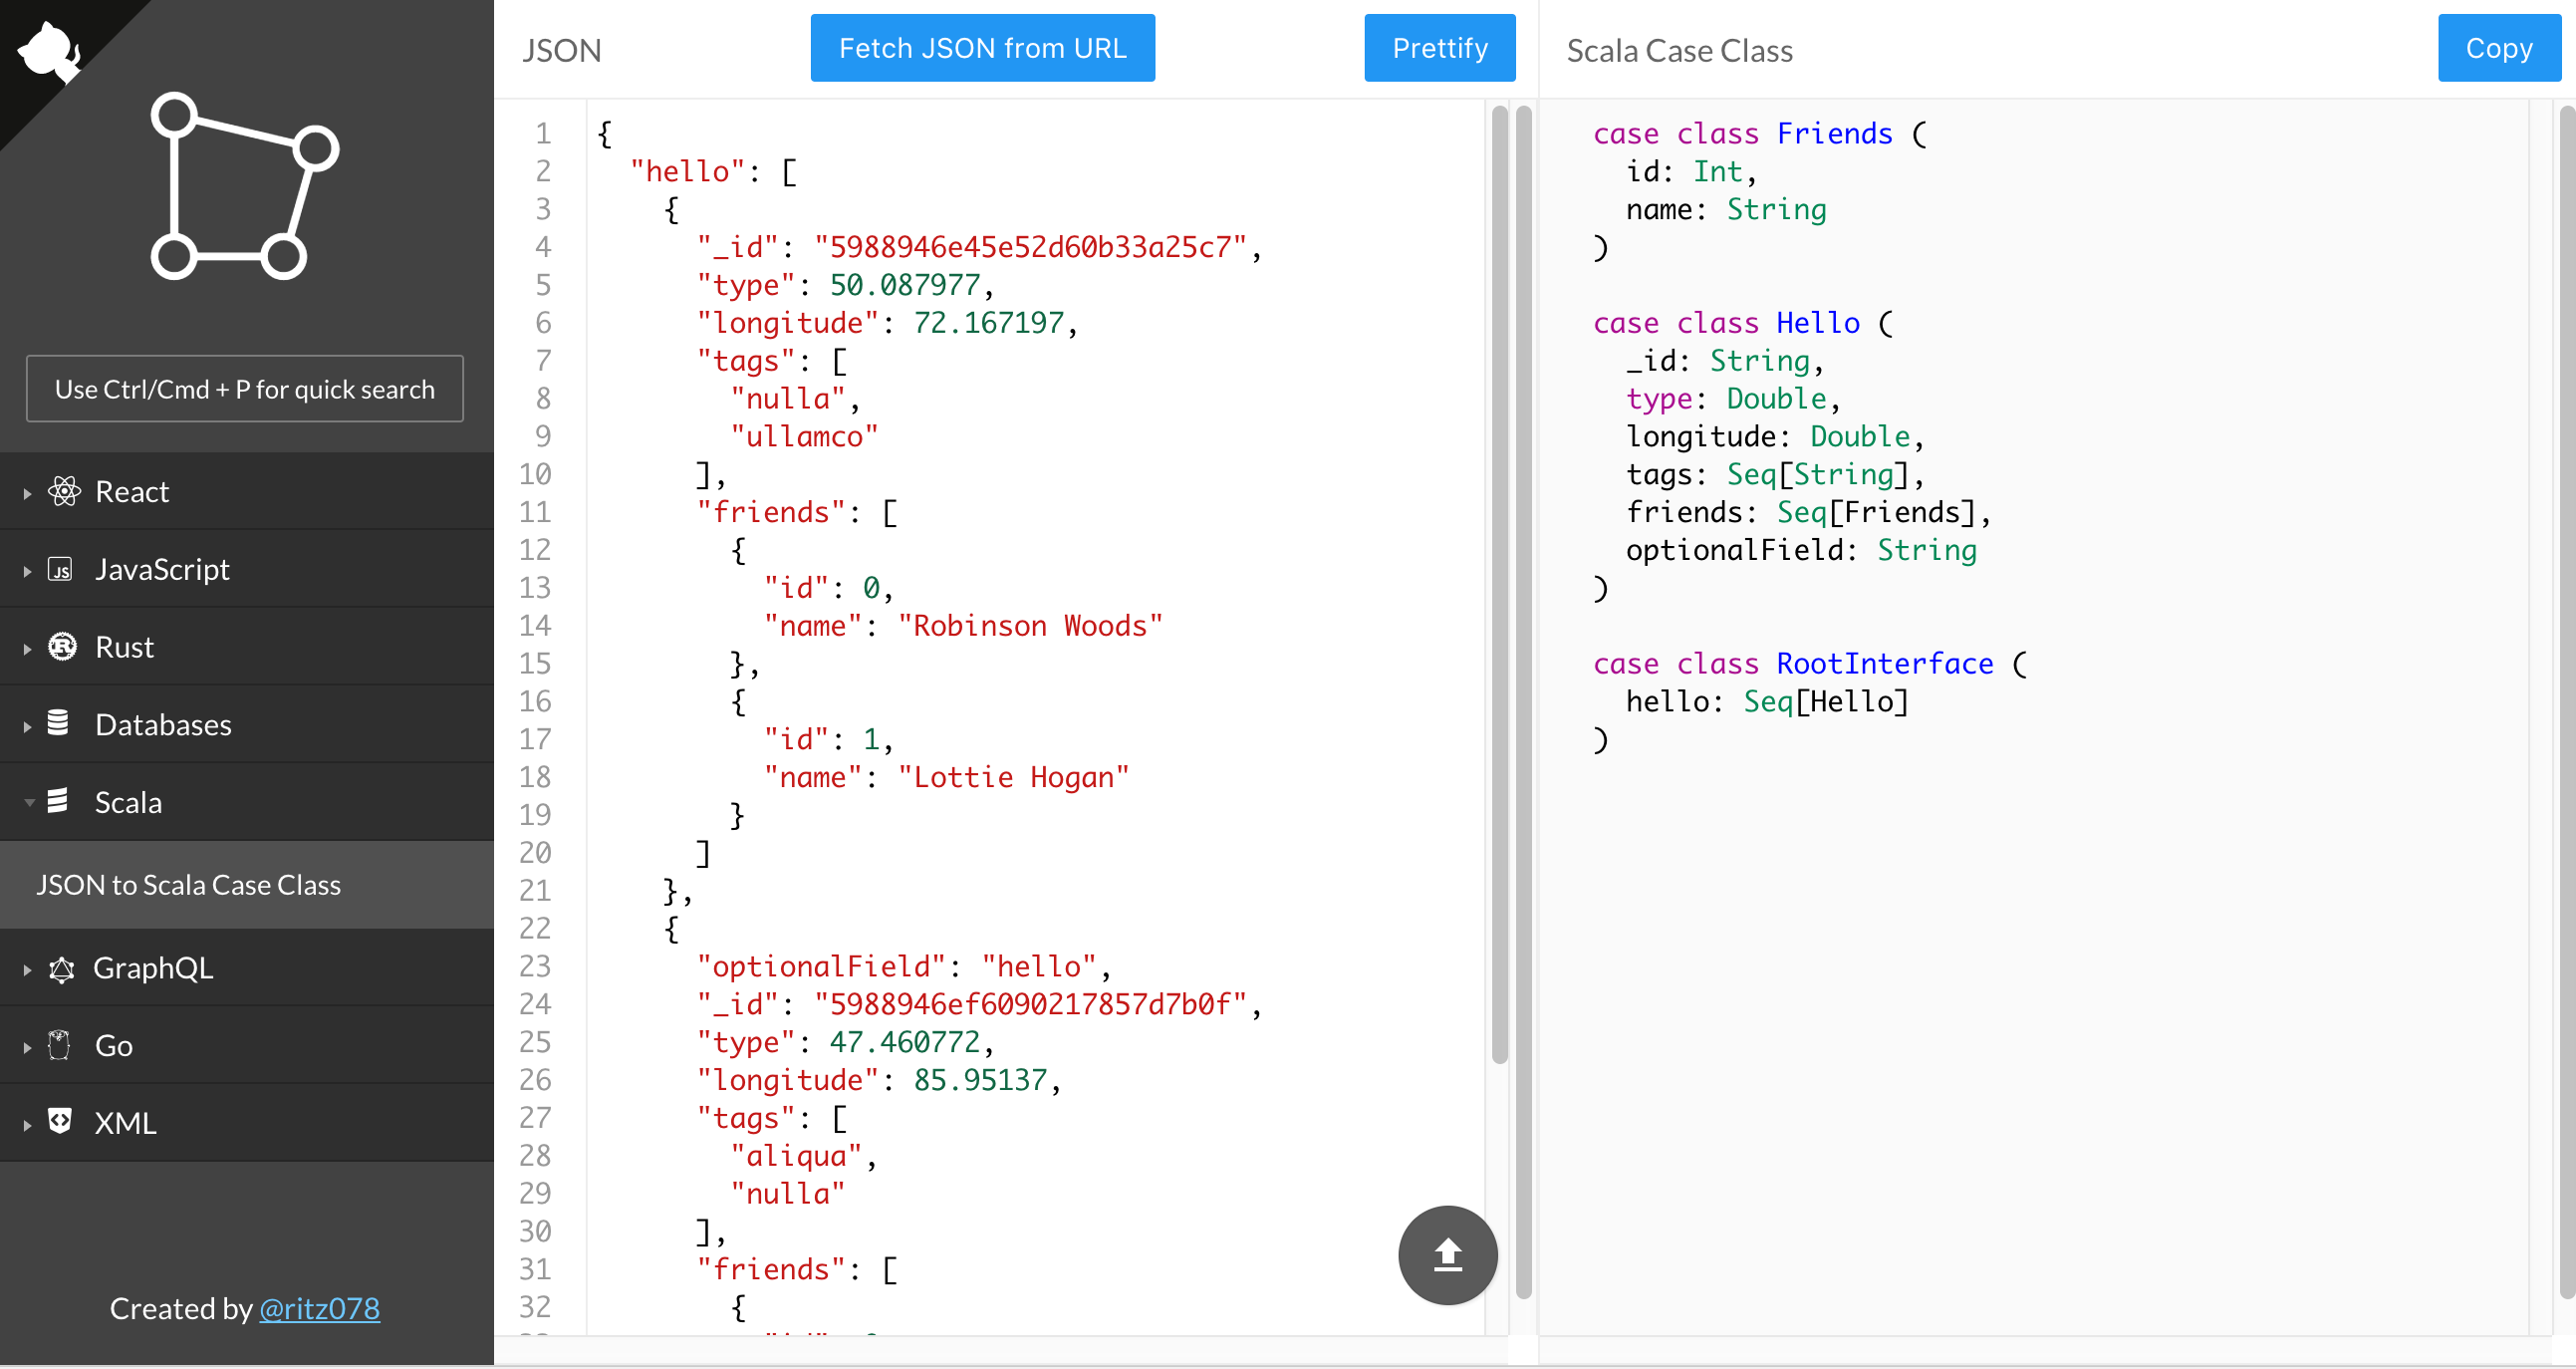 Use Ctrl/Cmd + P for quick search
React
JS
JavaScript
R
Rust
Databases
Scala
JSON to Scala Case Class
GraphQL
Go
XML
Created by @ritz078
JSON
Fetch JSON from URL
Prettify
1 {
2 "hello": [
3 {
4 "_id": "5988946e45e52d60b33a25c7",
5 "type": 50.087977,
6 "longitude": 72.167197,
7 "tags": [
8 "nulla",
9 "ullamco"
10 ],
11 "friends": [
12 {
13 "id": 0,
14 "name": "Robinson Woods"
15 },
16 {
17 "id": 1,
18 "name": "Lottie Hogan"
19 }
20 ]
21 },
22 {
23 "optionalField": "hello",
24 "_id": "5988946ef6090217857d7b0f",
25 "type": 47.460772,
26 "longitude": 85.95137,
27 "tags": [
28 "aliqua",
29 "nulla"
30 ],
31 "friends": [
32 {
Scala Case Class
Copy
case class Friends (
id: Int,
name: String
)
case class Hello (
_id: String,
type: Double,
longitude: Double,
tags: Seq[String],
friends: Seq[Friends],
optionalField: String
)
case class RootInterface (
hello: Seq[Hello]
)